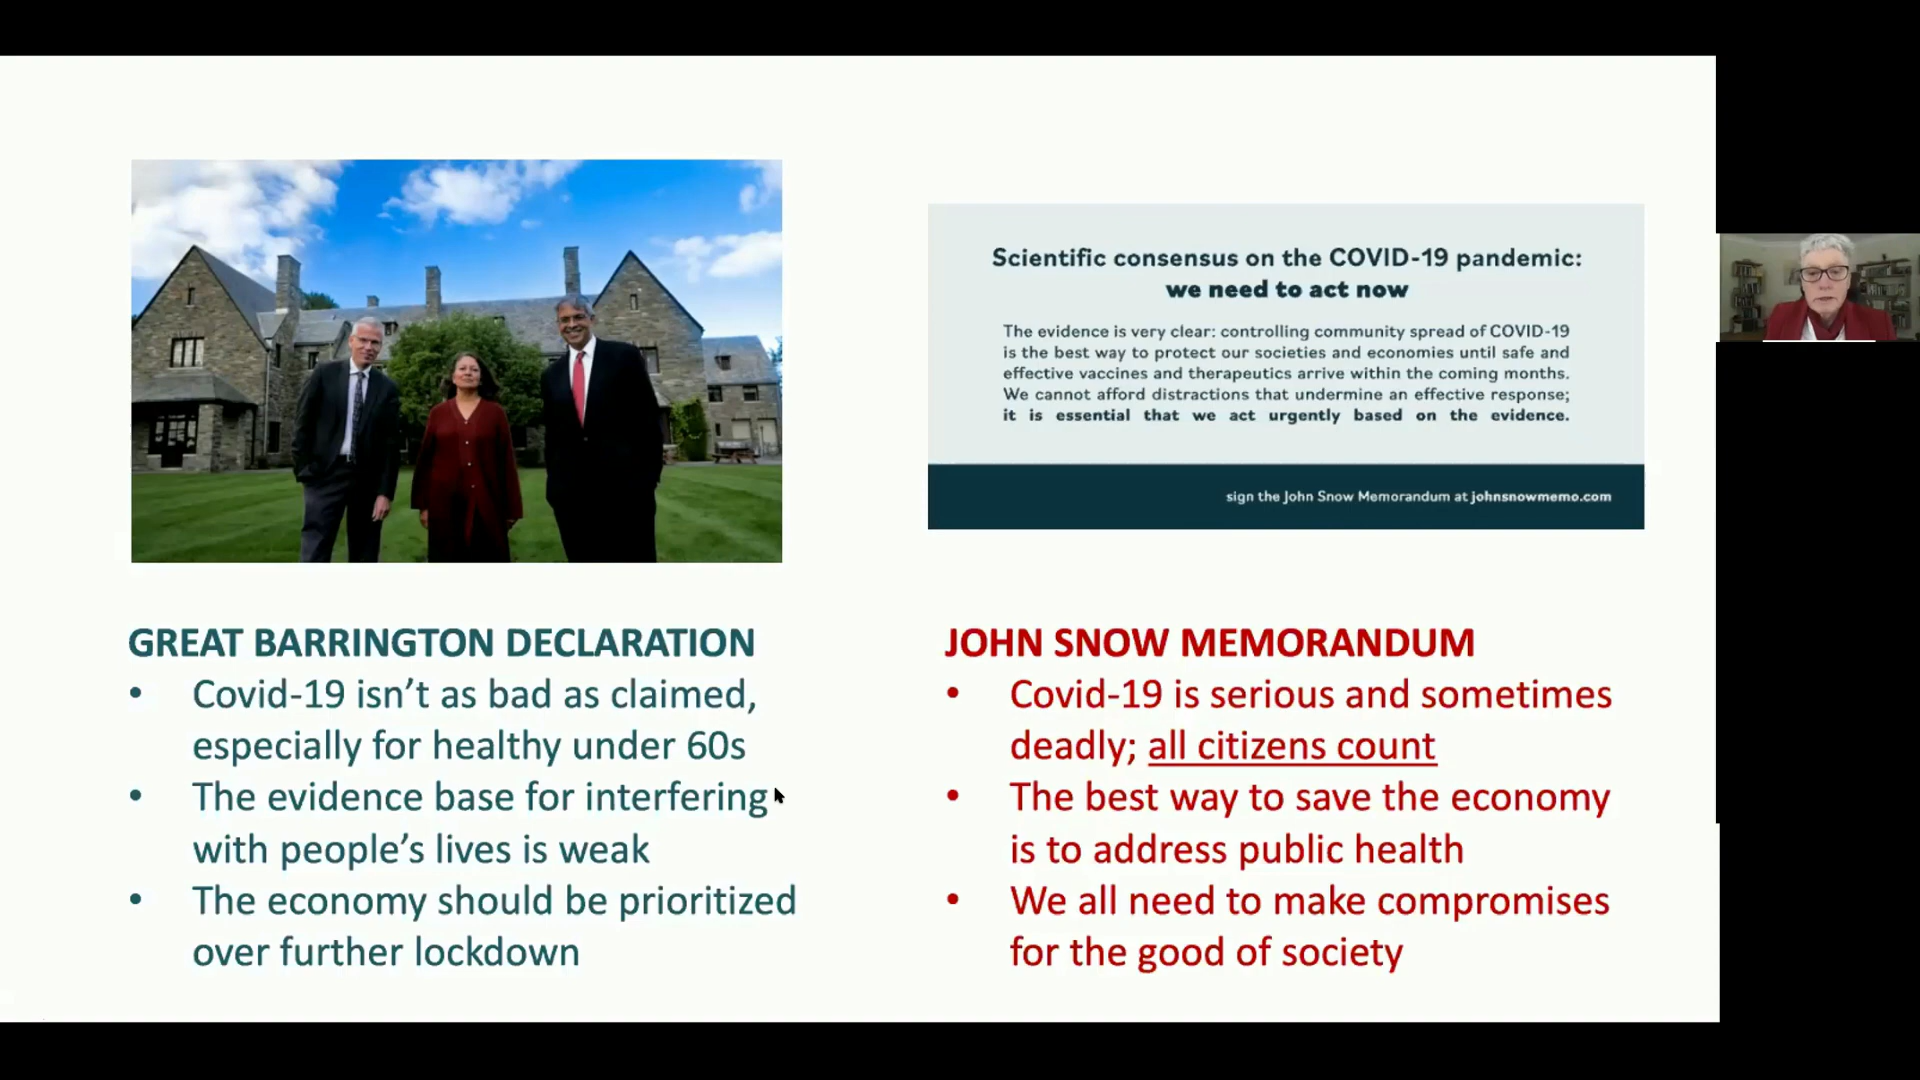 Scientific consensus on the COVID-19 pandemic:
we need to act now
The evidence is very clear: controlling community spread of COVID-19
is the best way to protect our societies and economies until safe and
effective vaccines and therapeutics arrive within the coming months.
We cannot afford distractions that undermine an effective response;
it is essential that we act urgently based on the evidence.
sign the John Snow Memorandum at johnsnowmemo.com
GREAT BARRINGTON DECLARATION
• Covid-19 isn’t as bad as claimed,
especially for healthy under 60s
• The evidence base for interfering
with people’s lives is weak
• The economy should be prioritized
over further lockdown
JOHN SNOW MEMORANDUM
• Covid-19 is serious and sometimes
deadly; all citizens count
• The best way to save the economy
is to address public health
• We all need to make compromises
for the good of society